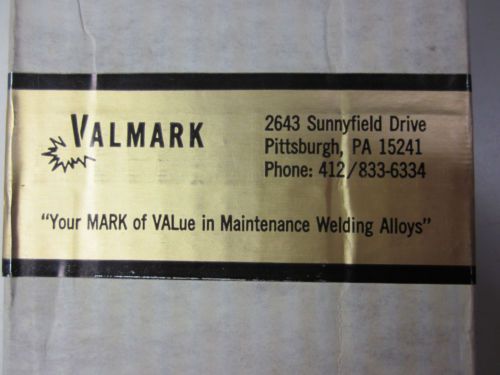 VALMARK
2643 Sunnyfield Drive
Pittsburgh, PA 15241
Phone: 412/833-6334
"Your MARK of VALue in Maintenance Welding Alloys"